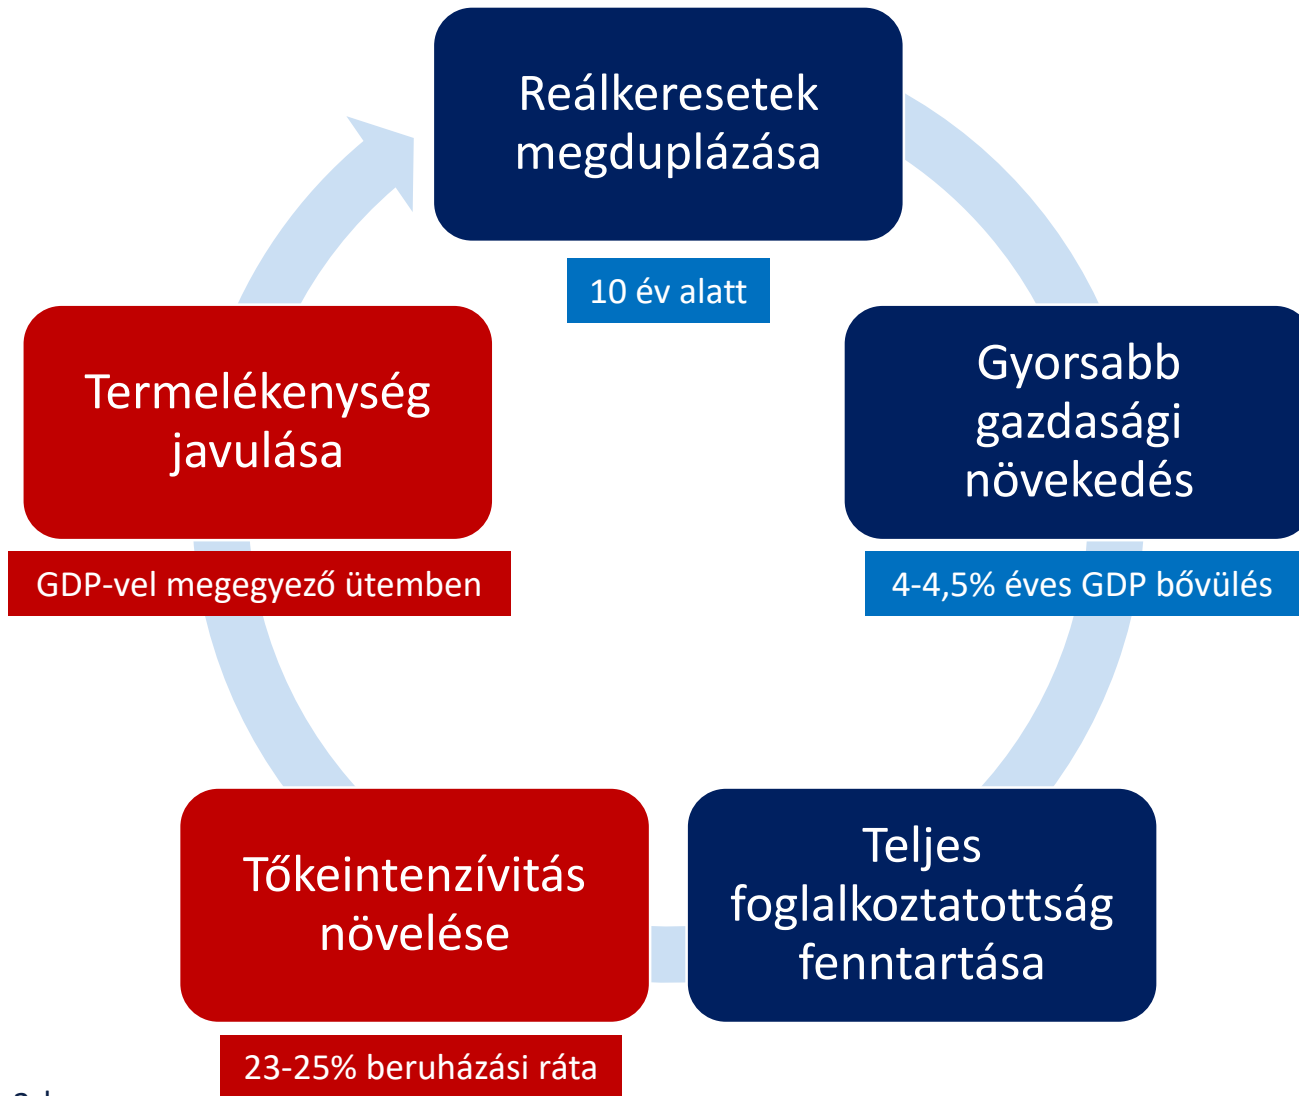 Reálkeresetek
megduplázása
10 év alatt
Gyorsabb
gazdasági
növekedés
4-4,5% éves GDP bővülés
Teljes
foglalkoztatottság
fenntartása
Tőkeintenzívitás
növelése
23-25% beruházási ráta
Termelékenység
javulása
GDP-vel megegyező ütemben